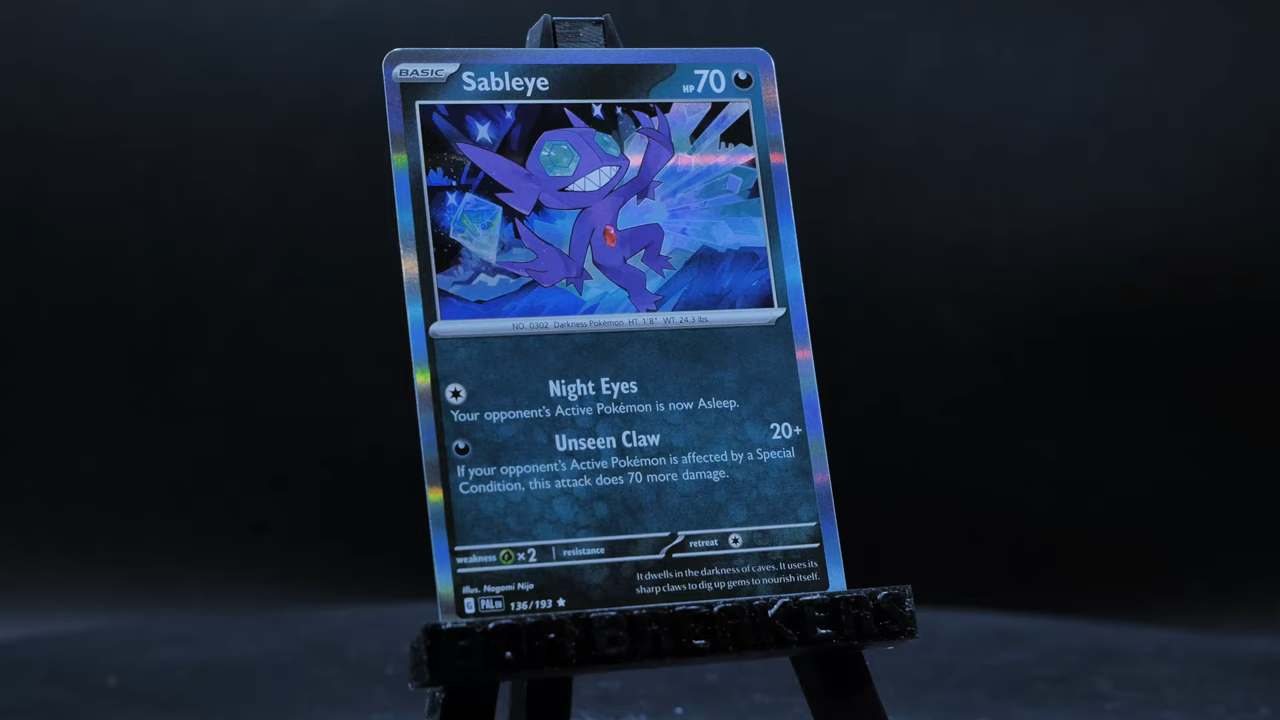 BASIC Sableye HP 70
NO. 0302 Darkness Pokémon HT: 1'8" WT: 24.3 lbs.
Night Eyes
Your opponent's Active Pokémon is now Asleep.
Unseen Claw 20+
If your opponent's Active Pokémon is affected by a Special
Condition, this attack does 70 more damage.
weakness ×2 resistance retreat
Illus. Nagomi Nijo
It dwells in the darkness of caves. It uses its
sharp claws to dig up gems to nourish itself.
G PAL EN 136/193